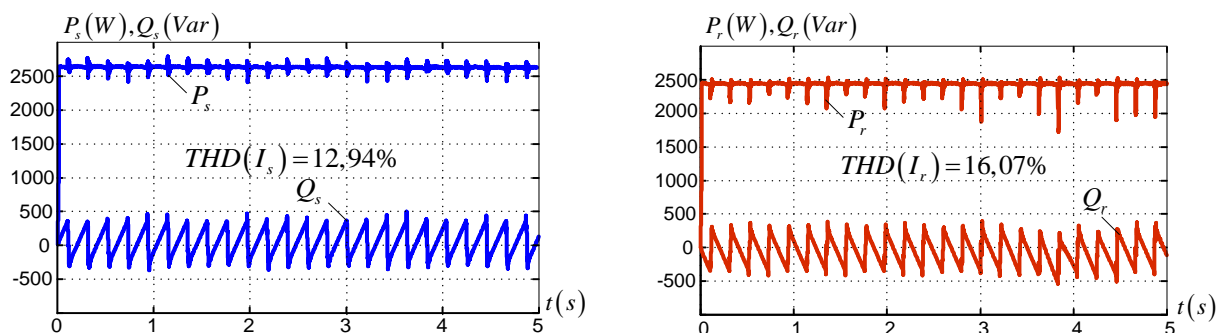 P_s(W),Q_s(Var)
2500
2000
1500
1000
500
0
-500
P_s
THD(I_s)=12,94%
Q_s
0 1 2 3 4 5
t(s)
P_r(W),Q_r(Var)
2500
2000
1500
1000
500
0
-500
P_r
THD(I_r)=16,07%
Q_r
0 1 2 3 4 5
t(s)